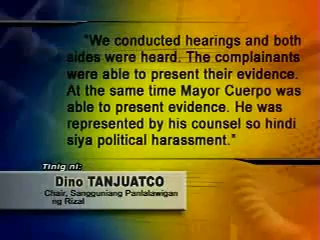 "We conducted hearings and both
sides were heard. The complainants
were able to present their evidence.
At the same time Mayor Cuerpo was
able to present evidence. He was
represented by his counsel so hindi
siya political harassment."
Tinig ni:
Dino TANJUATCO
Chair, Sangguniang Panlalawigan
ng Rizal